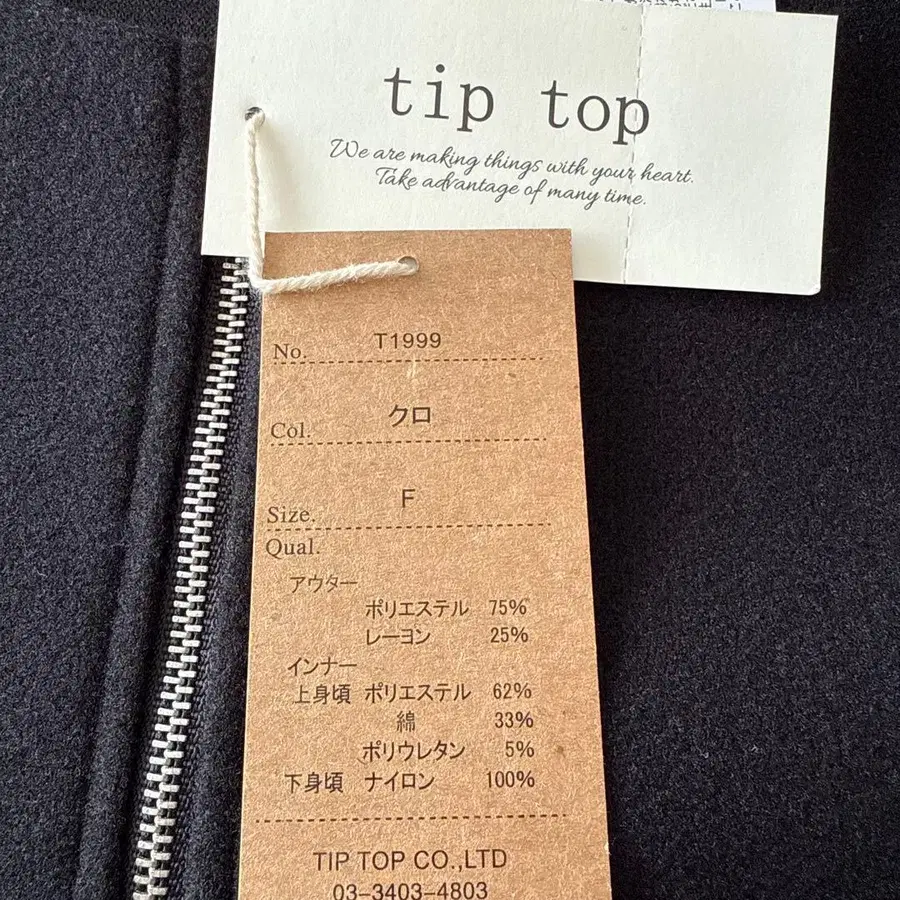 tip top
We are making things with your heart.
Take advantage of many time.
No. T1999
Col. クロ
Size. F
Qual.
アウター
ポリエステル 75%
レーヨン 25%
インナー
上身頃 ポリエステル 62%
綿 33%
ポリウレタン 5%
下身頃 ナイロン 100%
TIP TOP CO.,LTD
03-3403-4803